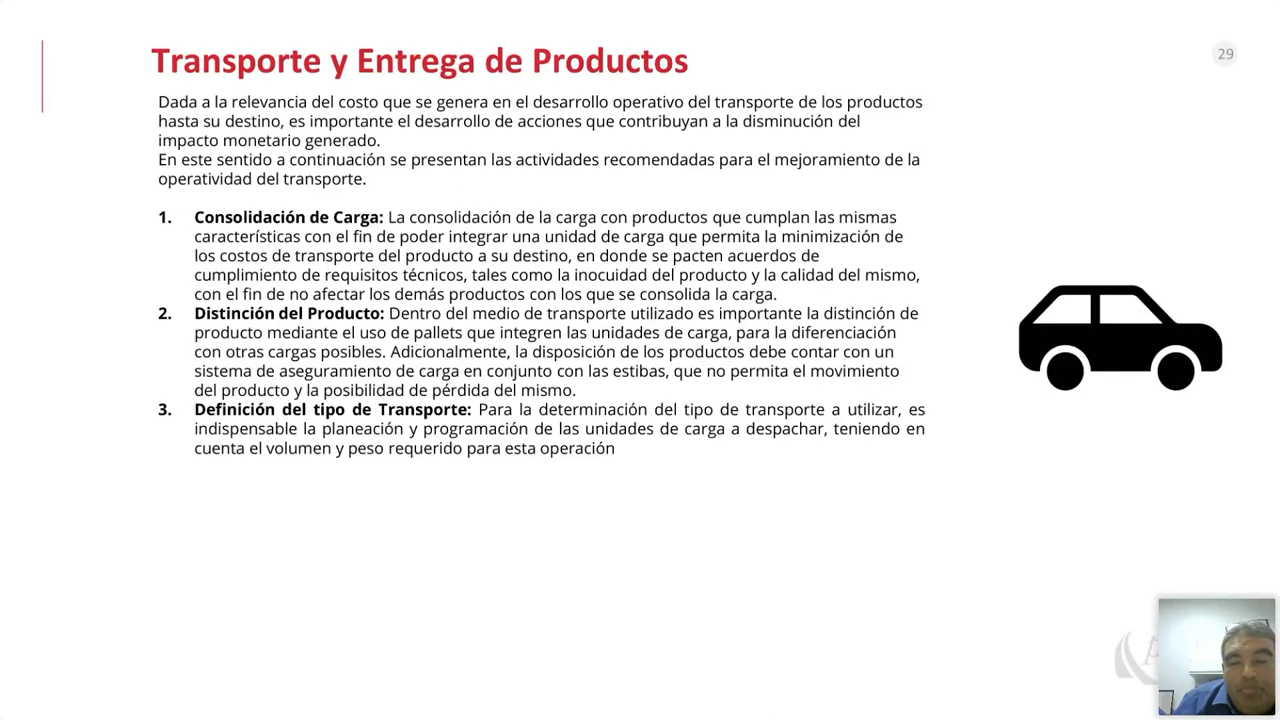 Transporte y Entrega de Productos
29
Dada a la relevancia del costo que se genera en el desarrollo operativo del transporte de los productos
hasta su destino, es importante el desarrollo de acciones que contribuyan a la disminución del
impacto monetario generado.
En este sentido a continuación se presentan las actividades recomendadas para el mejoramiento de la
operatividad del transporte.
1. Consolidación de Carga: La consolidación de la carga con productos que cumplan las mismas
características con el fin de poder integrar una unidad de carga que permita la minimización de
los costos de transporte del producto a su destino, en donde se pacten acuerdos de
cumplimiento de requisitos técnicos, tales como la inocuidad del producto y la calidad del mismo,
con el fin de no afectar los demás productos con los que se consolida la carga.
2. Distinción del Producto: Dentro del medio de transporte utilizado es importante la distinción de
producto mediante el uso de pallets que integren las unidades de carga, para la diferenciación
con otras cargas posibles. Adicionalmente, la disposición de los productos debe contar con un
sistema de aseguramiento de carga en conjunto con las estibas, que no permita el movimiento
del producto y la posibilidad de pérdida del mismo.
3. Definición del tipo de Transporte: Para la determinación del tipo de transporte a utilizar, es
indispensable la planeación y programación de las unidades de carga a despachar, teniendo en
cuenta el volumen y peso requerido para esta operación